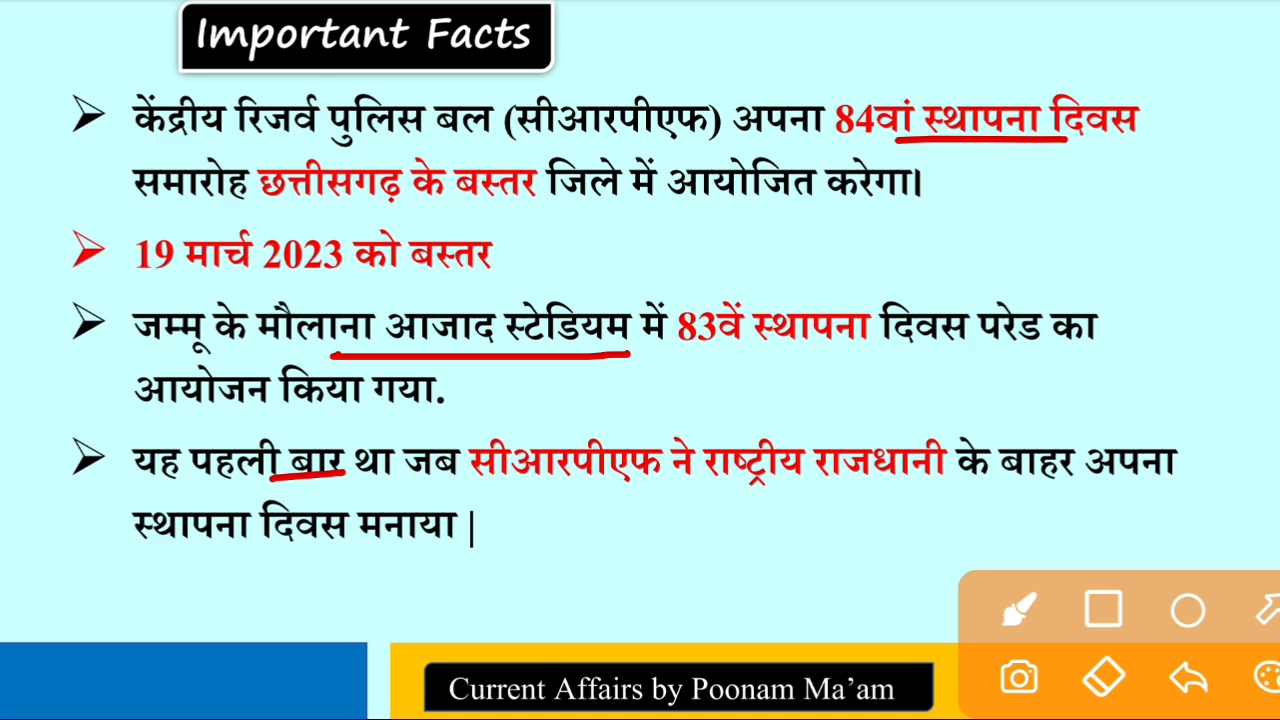 Important Facts
केंद्रीय रिजर्व पुलिस बल (सीआरपीएफ) अपना 84वां स्थापना दिवस
समारोह छत्तीसगढ़ के बस्तर जिले में आयोजित करेगा।
19 मार्च 2023 को बस्तर
जम्मू के मौलाना आजाद स्टेडियम में 83वें स्थापना दिवस परेड का
आयोजन किया गया.
यह पहली बार था जब सीआरपीएफ ने राष्ट्रीय राजधानी के बाहर अपना
स्थापना दिवस मनाया |
Current Affairs by Poonam Ma’am